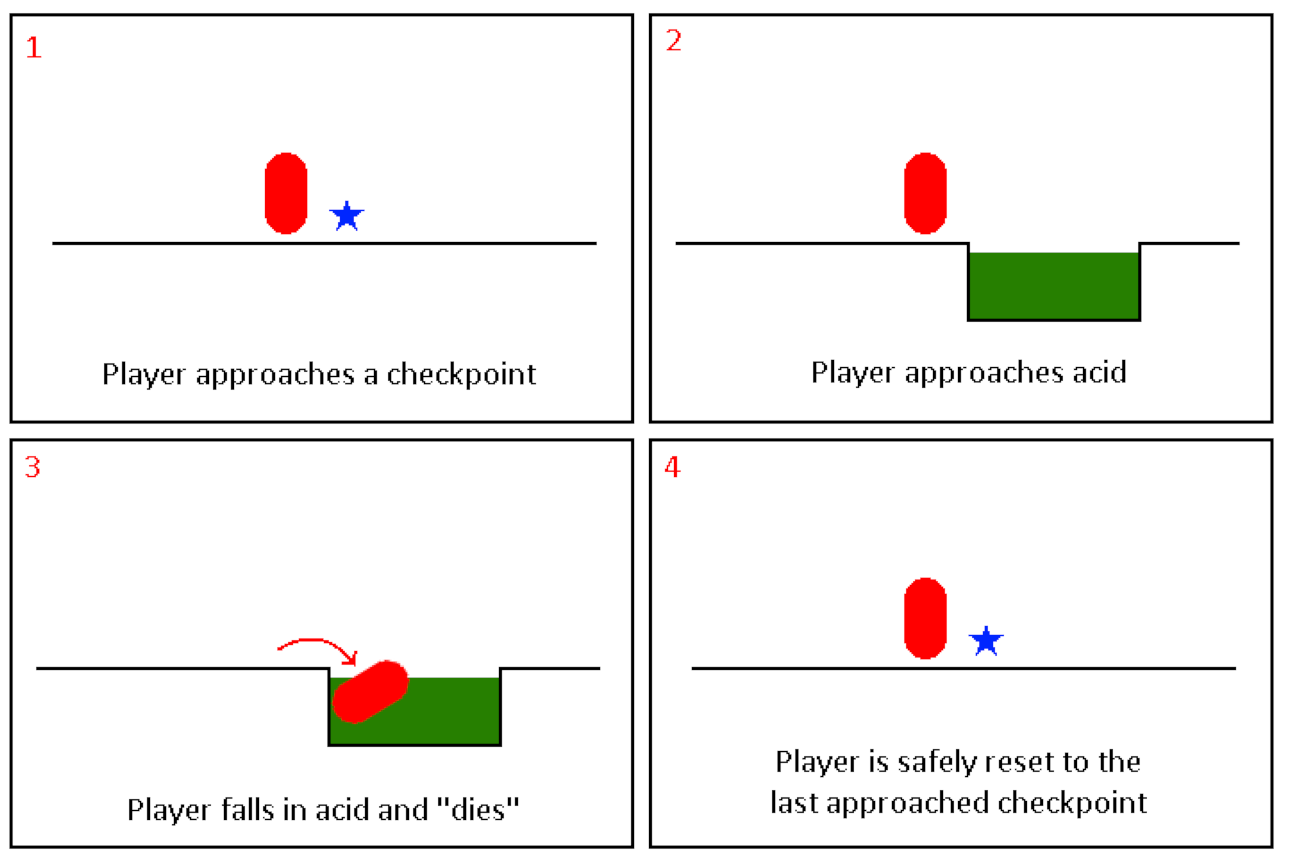 1
Player approaches a checkpoint
2
Player approaches acid
3
Player falls in acid and "dies"
4
Player is safely reset to the
last approached checkpoint